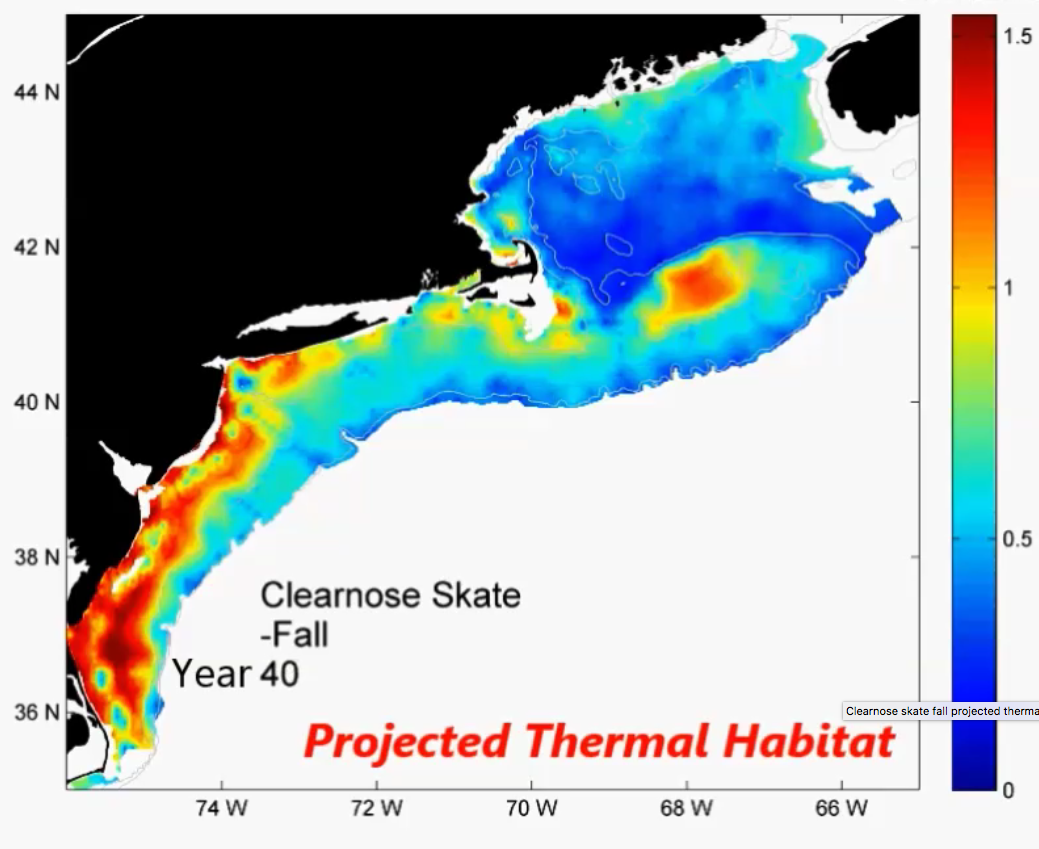 44 N
42 N
40 N
38 N
36 N
74 W
72 W
70 W
68 W
66 W
1.5
1
0.5
0
Clearnose Skate
-Fall
Year 40
Projected Thermal Habitat
Clearnose skate fall projected therma